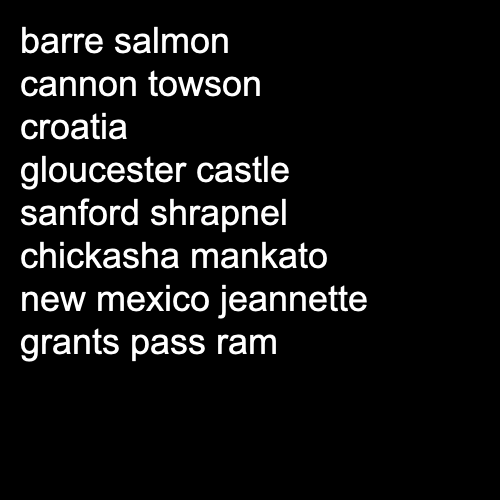 barre salmon
cannon towson
croatia
gloucester castle
sanford shrapnel
chickasha mankato
new mexico jeannette
grants pass ram